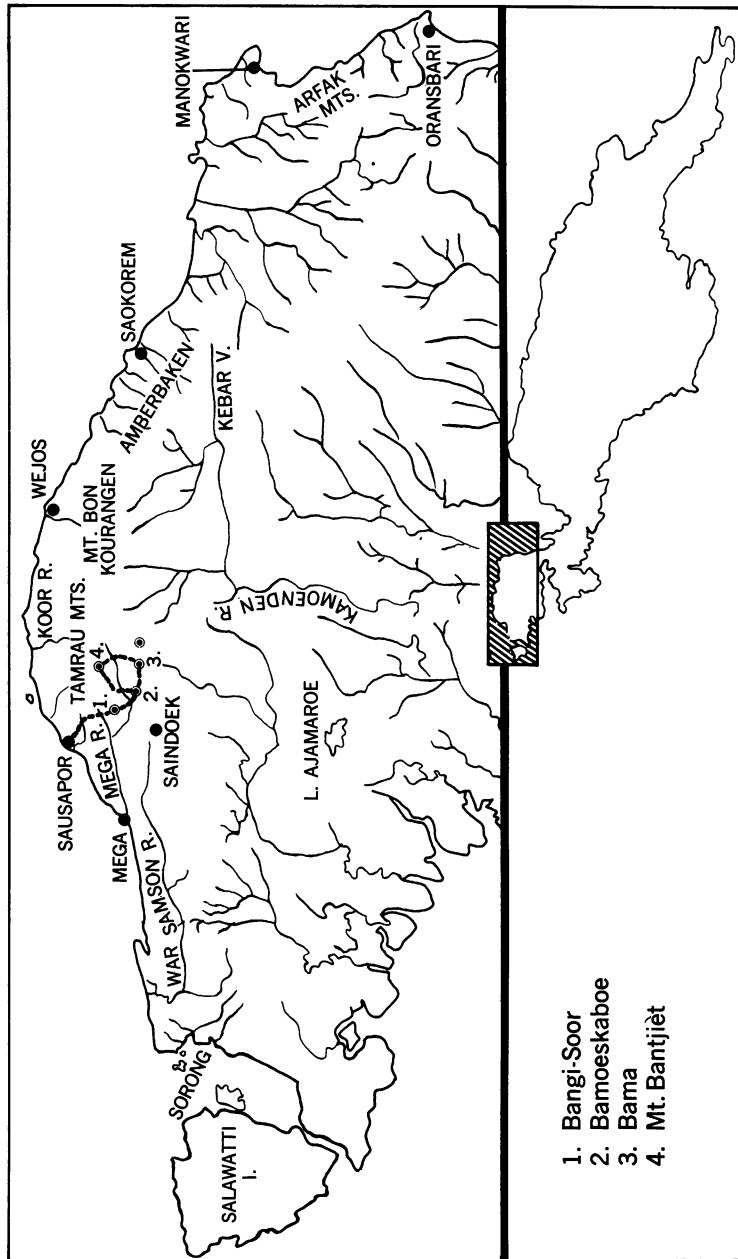 MANOKWARI
ARFAK
MTS.
ORANSBARI
SAOKOREM
AMBERBAKEN
KEBAR V.
WEJOS
MT. BON
KOURANGEN
KOOR R.
TAMRAU MTS.
KAMOENDEN R.
1.
2.
3.
4.
SAUSAPOR
MEGA R.
SAINDOEK
MEGA
WAR SAMSON R.
L. AJAMAROE
SORONG
SALAWATTI
I.
1. Bangi-Soor
2. Bamoeskaboe
3. Bama
4. Mt. Bantjièt